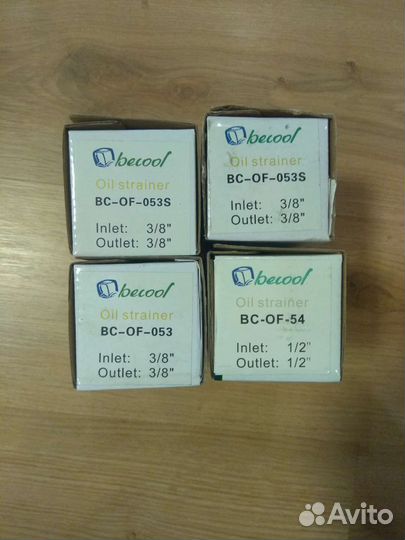 becool
Oil strainer
BC-OF-053S
Inlet: 3/8"
Outlet: 3/8"
becool
Oil strainer
BC-OF-053S
Inlet: 3/8"
Outlet: 3/8"
becool
Oil strainer
BC-OF-053
Inlet: 3/8"
Outlet: 3/8"
becool
Oil strainer
BC-OF-54
Inlet: 1/2"
Outlet: 1/2"
Avito